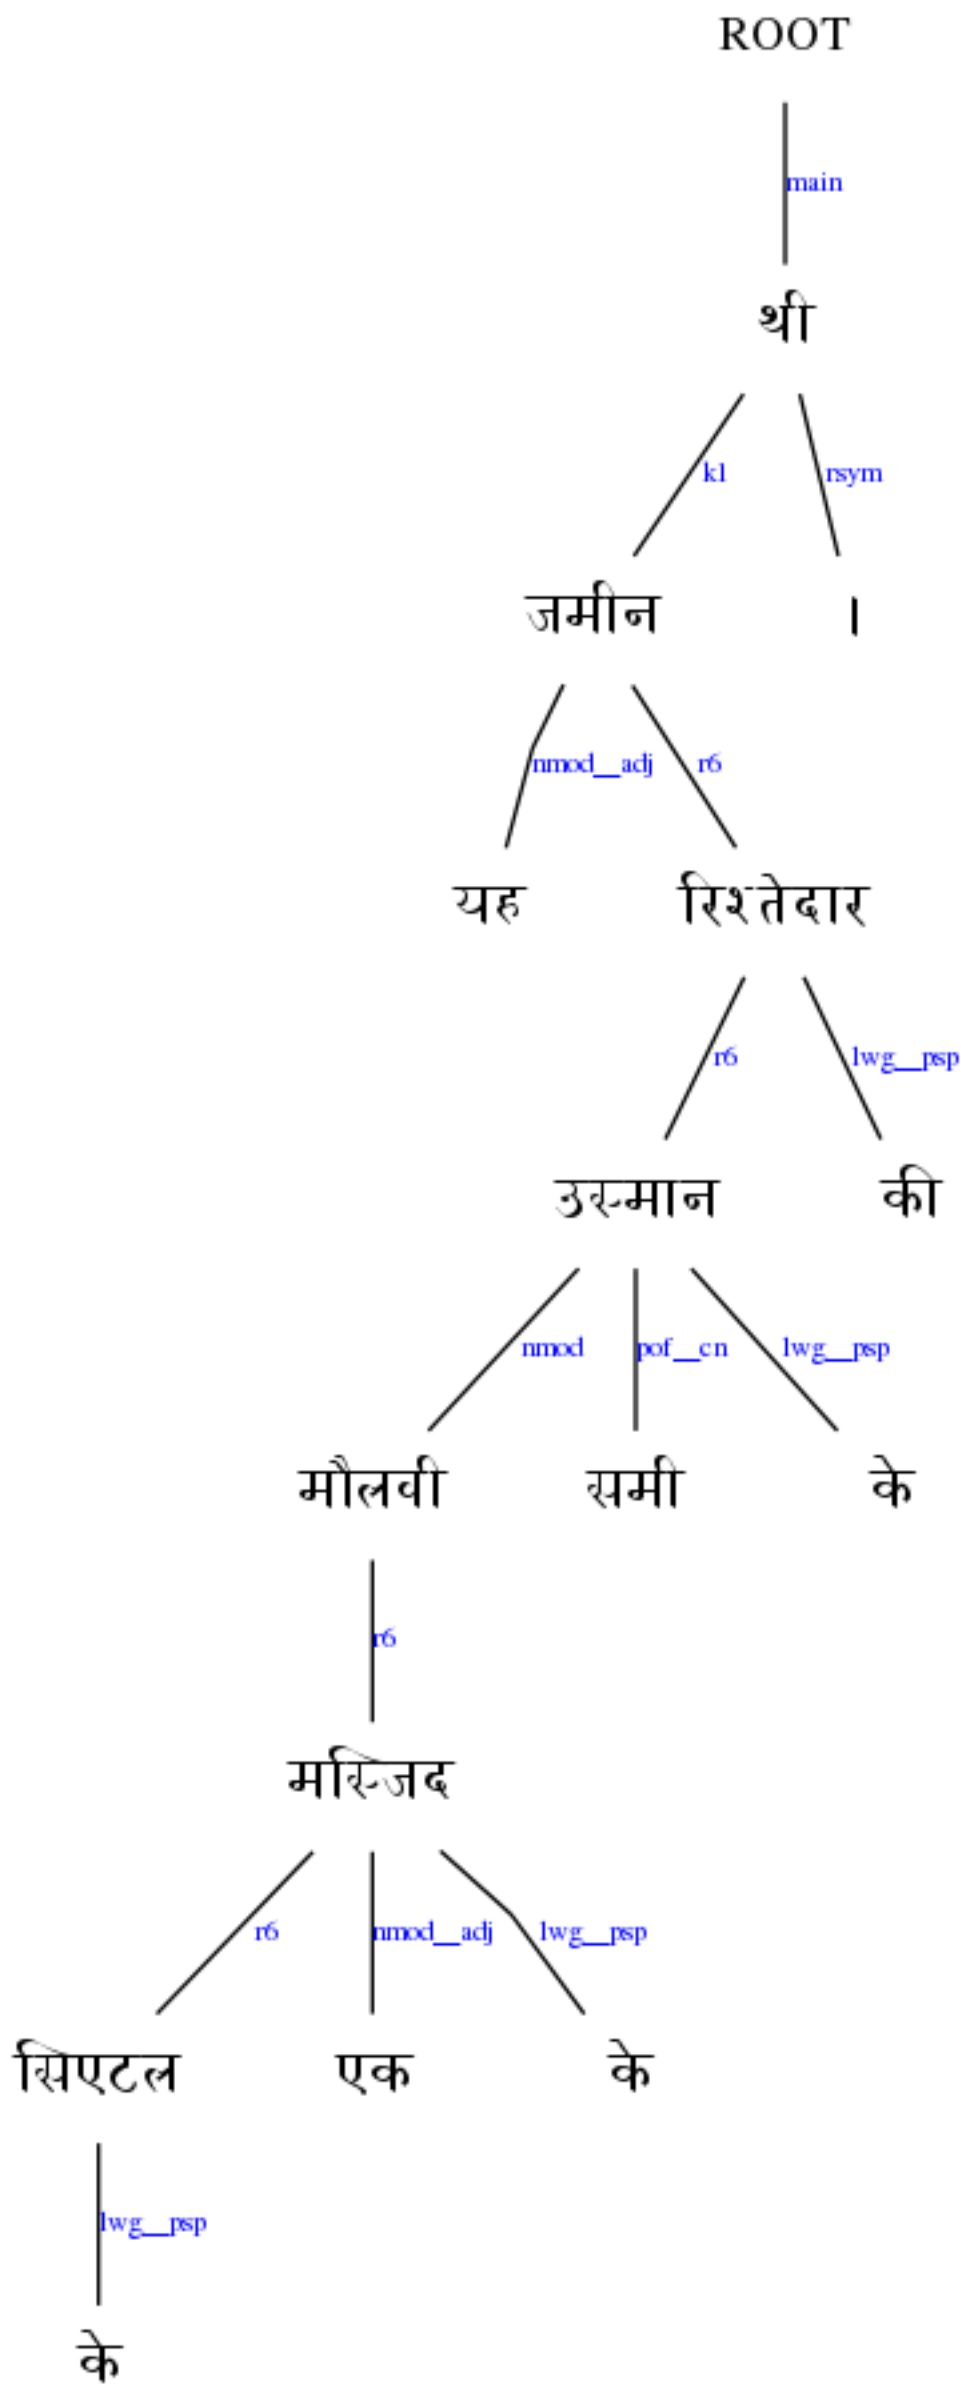 ROOT
main
थी
k1 rsym
जमीन ।
nmod__adj r6
यह रिश्तेदार
r6 lwg__psp
उस्मान की
nmod pof__cn lwg__psp
मौलवी समी के
r6
मस्जिद
r6 nmod__adj lwg__psp
सिएटल एक के
lwg__psp
के